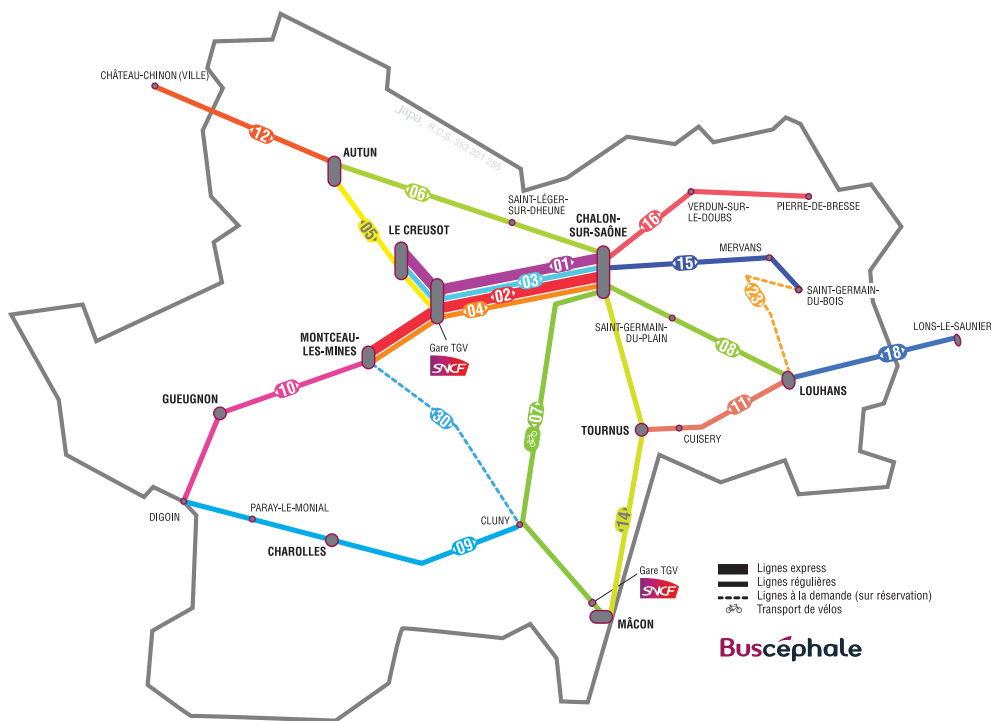 CHÂTEAU-CHINON (VILLE)
12
AUTUN
Japa. R.C.S. 352 321 285
06
SAINT-LÉGER-
SUR-DHEUNE
CHALON-
SUR-SAÔNE
16
VERDUN-SUR-
LE-DOUBS
PIERRE-DE-BRESSE
05
LE CREUSOT
01
03
02
04
15
MERVANS
SAINT-GERMAIN-
DU-BOIS
23
MONTCEAU-
LES-MINES
Gare TGV
SNCF
SAINT-GERMAIN-
DU-PLAIN
08
LONS-LE-SAUNIER
18
LOUHANS
10
GUEUGNON
30
07
TOURNUS
11
CUISERY
DIGOIN
PARAY-LE-MONIAL
CHAROLLES
09
CLUNY
14
Gare TGV
SNCF
MÂCON
Lignes express
Lignes régulières
Lignes à la demande (sur réservation)
Transport de vélos
Buscéphale